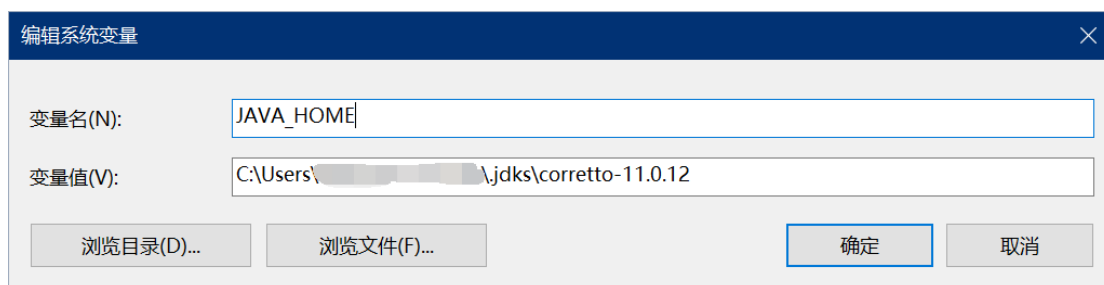 编辑系统变量
变量名(N): JAVA_HOME
变量值(V): C:\Users\ \.jdks\corretto-11.0.12
浏览目录(D)... 浏览文件(F)... 确定 取消